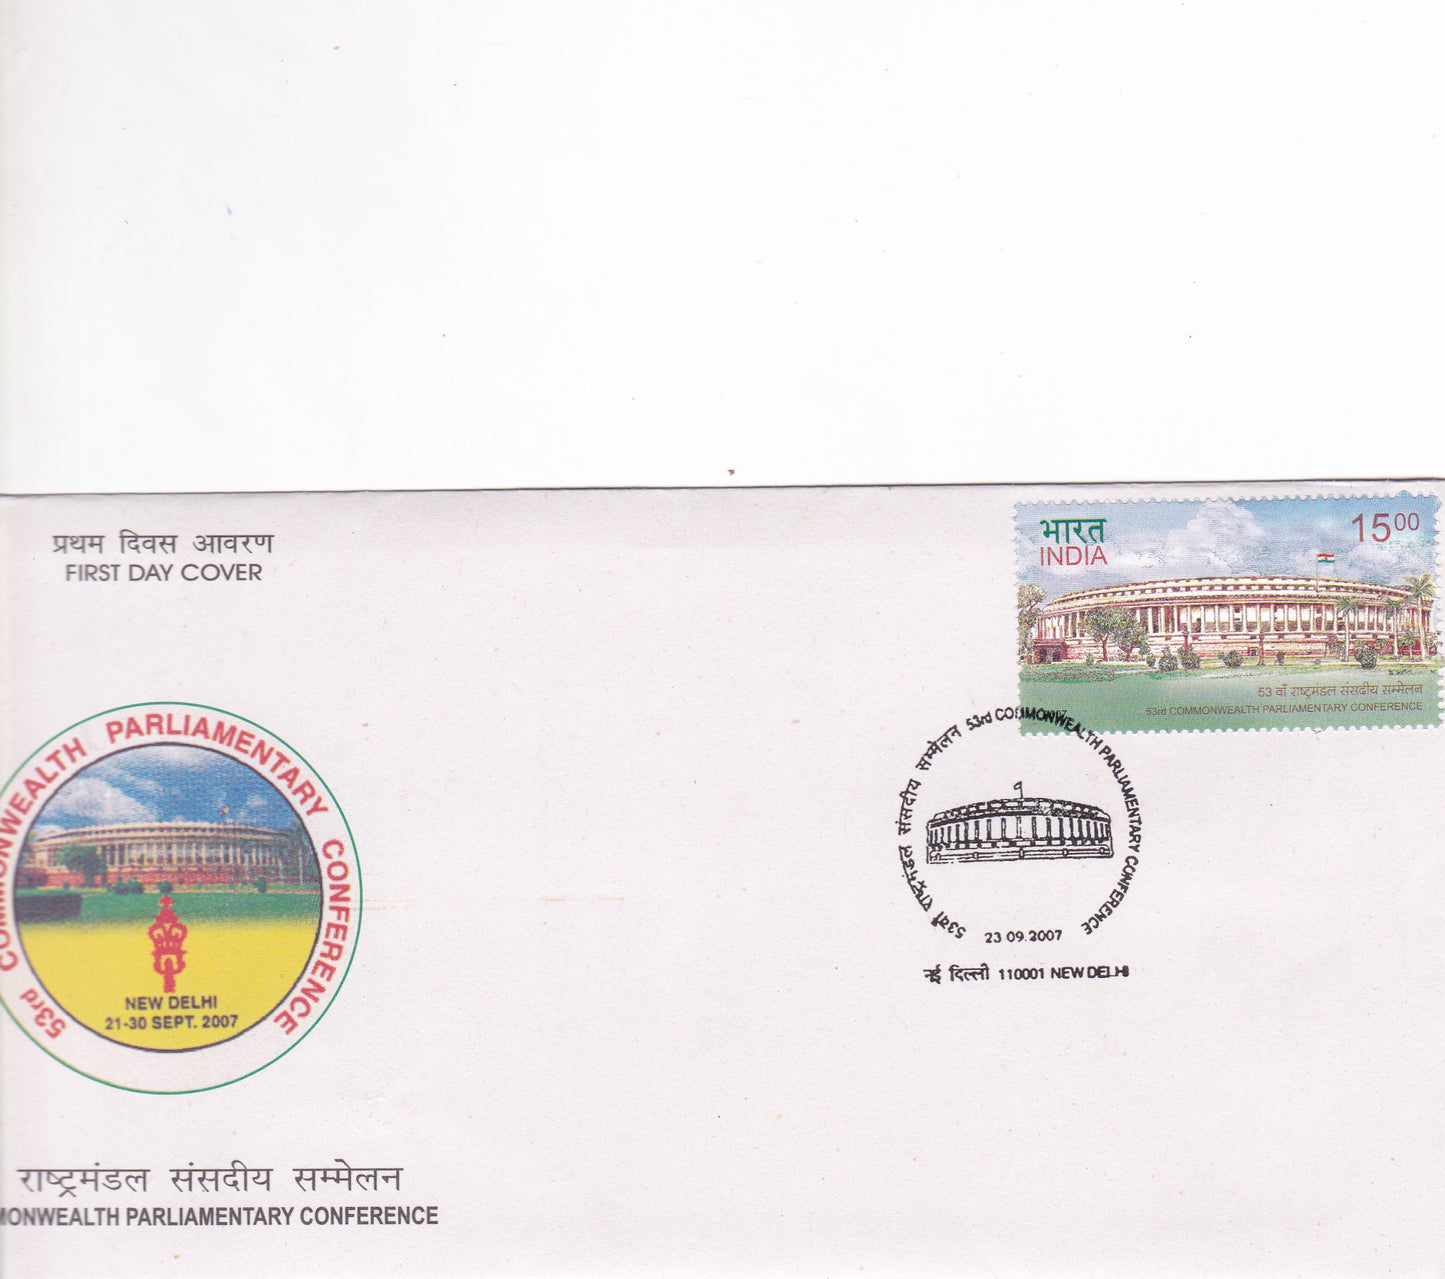 प्रथम दिवस आवरण
FIRST DAY COVER
भारत
INDIA
1500
53 वाँ राष्ट्रमंडल संसदीय सम्मेलन
53rd COMMONWEALTH PARLIAMENTARY CONFERENCE
53वाँ राष्ट्रमंडल संसदीय सम्मेलन 53rd COMMONWEALTH PARLIAMENTARY CONFERENCE
23 09.2007
नई दिल्ली 110001 NEW DELHI
53rd COMMONWEALTH PARLIAMENTARY CONFERENCE
NEW DELHI
21-30 SEPT. 2007
राष्ट्रमंडल संसदीय सम्मेलन
MONWEALTH PARLIAMENTARY CONFERENCE